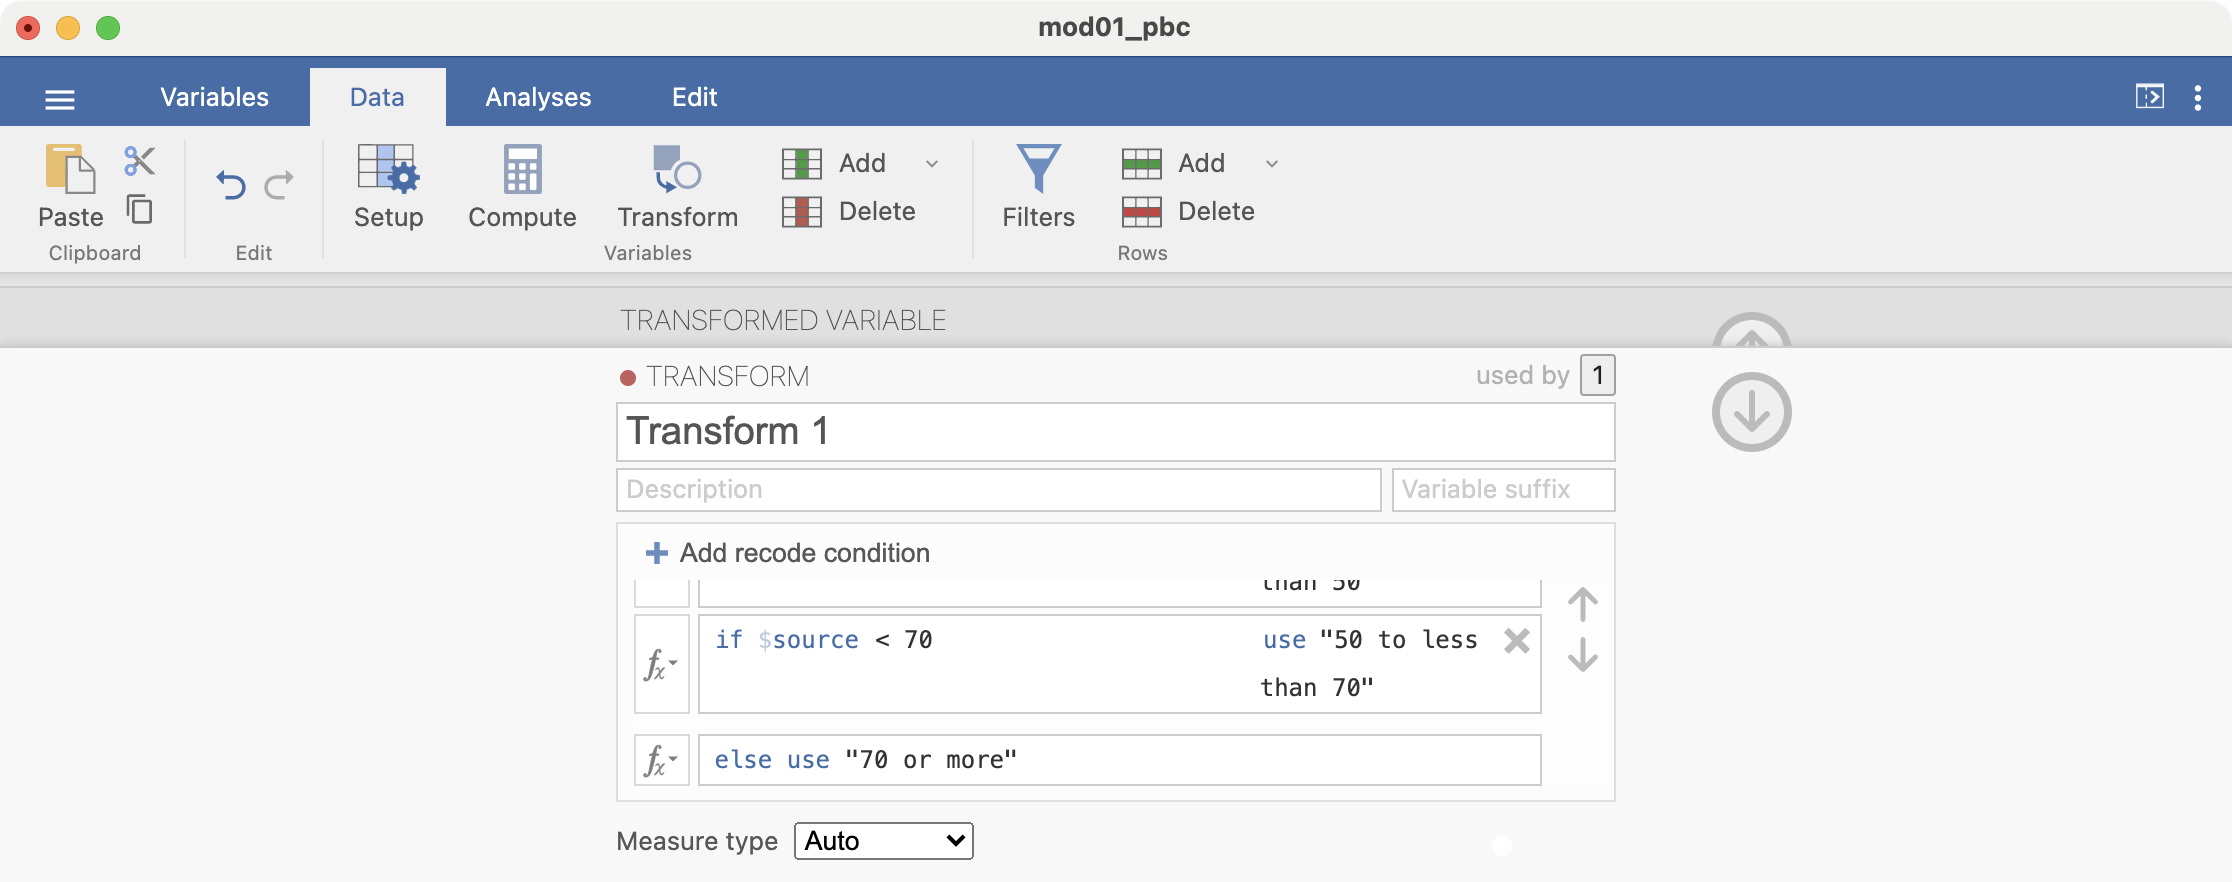 mod01_pbc
Variables Data Analyses Edit
Paste
Clipboard
Edit
Setup Compute Transform
Add
Delete
Variables
Filters
Add
Delete
Rows
TRANSFORMED VARIABLE
TRANSFORM used by 1
Transform 1
Description Variable suffix
+ Add recode condition
than 50
fx if $source < 70 use "50 to less
than 70"
fx else use "70 or more"
Measure type Auto